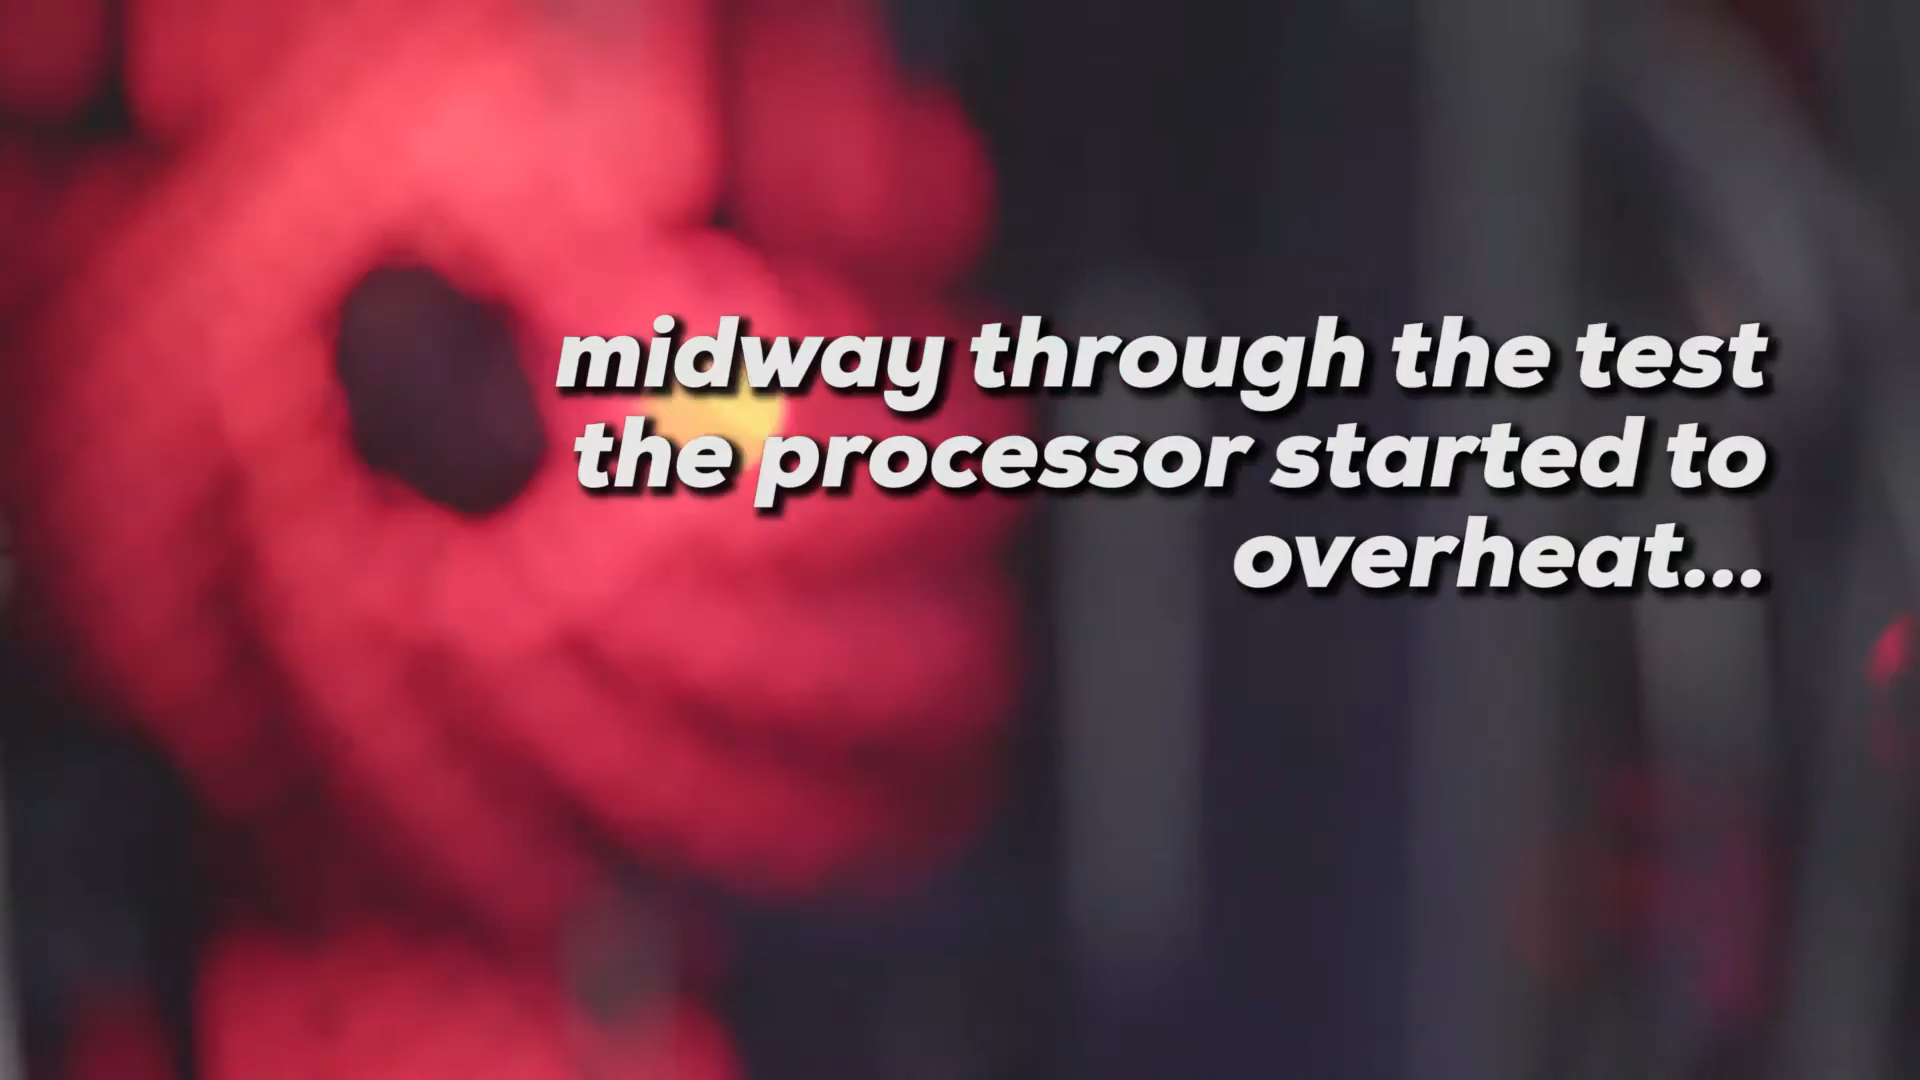 midway through the test
the processor started to
overheat...